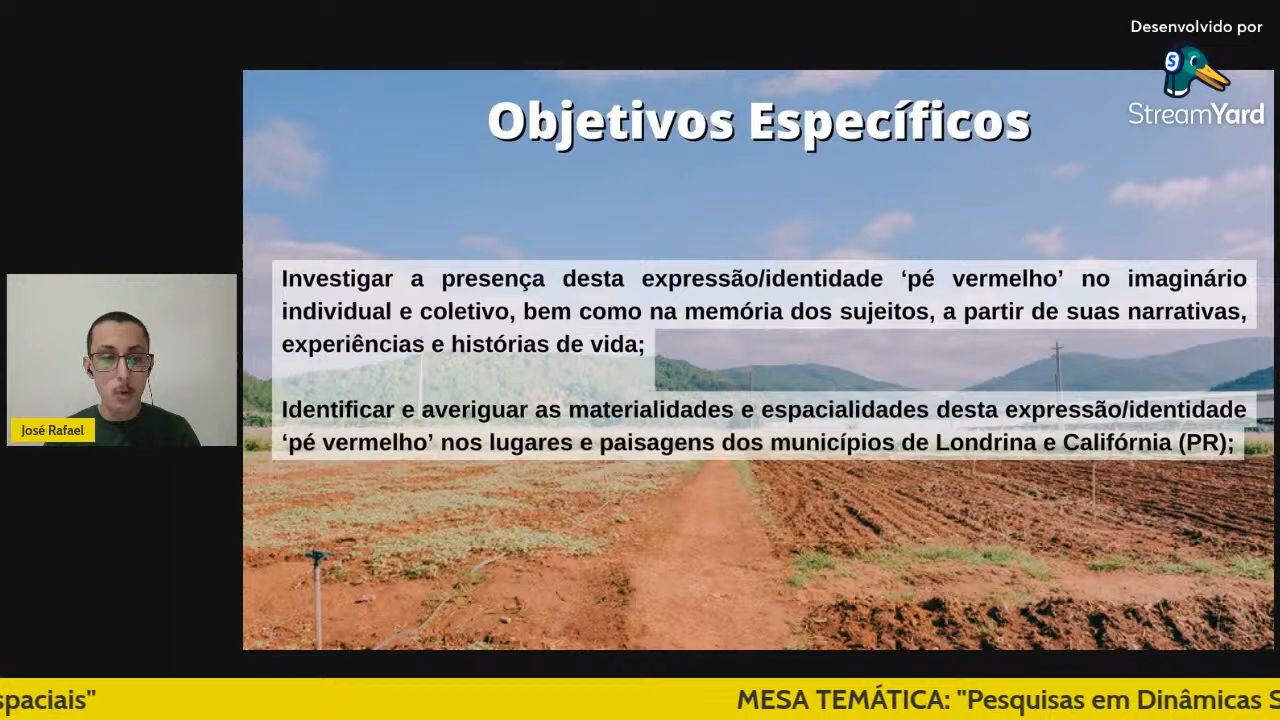 Desenvolvido por
StreamYard
Objetivos Específicos
Investigar a presença desta expressão/identidade ‘pé vermelho’ no imaginário
individual e coletivo, bem como na memória dos sujeitos, a partir de suas narrativas,
experiências e histórias de vida;
Identificar e averiguar as materialidades e espacialidades desta expressão/identidade
‘pé vermelho’ nos lugares e paisagens dos municípios de Londrina e Califórnia (PR);
José Rafael
spaciais"
MESA TEMÁTICA: "Pesquisas em Dinâmicas S